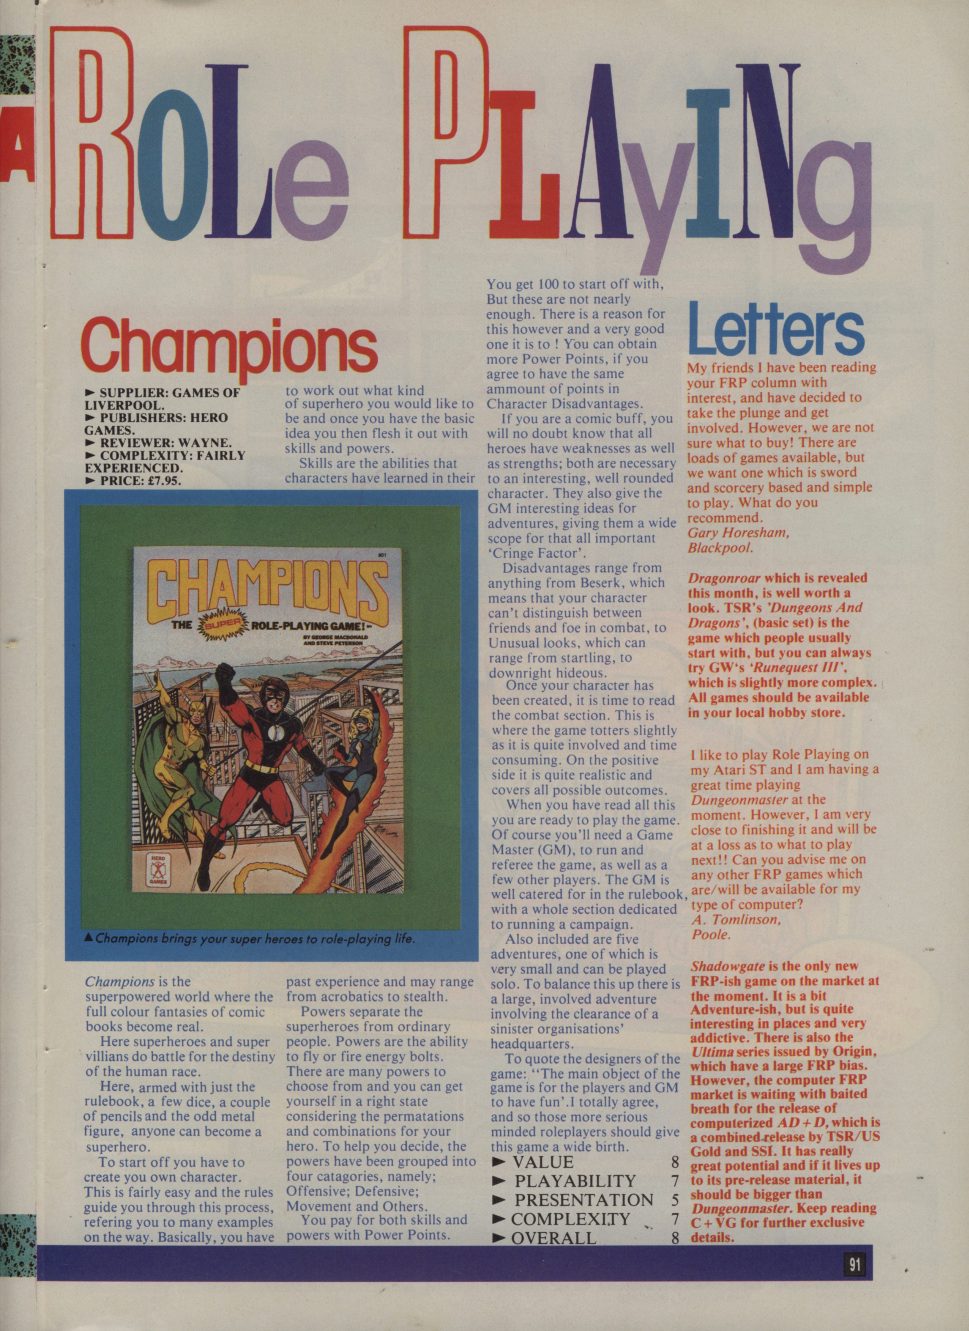 A
ROLe PLAyINg
Champions
► SUPPLIER: GAMES OF
LIVERPOOL.
► PUBLISHERS: HERO
GAMES.
► REVIEWER: WAYNE.
► COMPLEXITY: FAIRLY
EXPERIENCED.
► PRICE: £7.95.
CHAMPIONS
THE SUPER ROLE-PLAYING GAME!
BY GEORGE MACDONALD
AND STEVE PETERSON
HERO
GAMES
▲ Champions brings your super heroes to role-playing life.
Champions is the
superpowered world where the
full colour fantasies of comic
books become real.
Here superheroes and super
villians do battle for the destiny
of the human race.
Here, armed with just the
rulebook, a few dice, a couple
of pencils and the odd metal
figure, anyone can become a
superhero.
To start off you have to
create you own character.
This is fairly easy and the rules
guide you through this process,
refering you to many examples
on the way. Basically, you have
to work out what kind
of superhero you would like to
be and once you have the basic
idea you then flesh it out with
skills and powers.
Skills are the abilities that
characters have learned in their
past experience and may range
from acrobatics to stealth.
Powers separate the
superheroes from ordinary
people. Powers are the ability
to fly or fire energy bolts.
There are many powers to
choose from and you can get
yourself in a right state
considering the permatations
and combinations for your
hero. To help you decide, the
powers have been grouped into
four catagories, namely;
Offensive; Defensive;
Movement and Others.
You pay for both skills and
powers with Power Points.
You get 100 to start off with,
But these are not nearly
enough. There is a reason for
this however and a very good
one it is to ! You can obtain
more Power Points, if you
agree to have the same
ammount of points in
Character Disadvantages.
If you are a comic buff, you
will no doubt know that all
heroes have weaknesses as well
as strengths; both are necessary
to an interesting, well rounded
character. They also give the
GM interesting ideas for
adventures, giving them a wide
scope for that all important
'Cringe Factor'.
Disadvantages range from
anything from Beserk, which
means that your character
can't distinguish between
friends and foe in combat, to
Unusual looks, which can
range from startling, to
downright hideous.
Once your character has
been created, it is time to read
the combat section. This is
where the game totters slightly
as it is quite involved and time
consuming. On the positive
side it is quite realistic and
covers all possible outcomes.
When you have read all this
you are ready to play the game.
Of course you'll need a Game
Master (GM), to run and
referee the game, as well as a
few other players. The GM is
well catered for in the rulebook,
with a whole section dedicated
to running a campaign.
Also included are five
adventures, one of which is
very small and can be played
solo. To balance this up there is
a large, involved adventure
involving the clearance of a
sinister organisations'
headquarters.
To quote the designers of the
game: ''The main object of the
game is for the players and GM
to have fun'.I totally agree,
and so those more serious
minded roleplayers should give
this game a wide birth.
► VALUE 8
► PLAYABILITY 7
► PRESENTATION 5
► COMPLEXITY 7
► OVERALL 8
Letters
My friends I have been reading
your FRP column with
interest, and have decided to
take the plunge and get
involved. However, we are not
sure what to buy! There are
loads of games available, but
we want one which is sword
and scorcery based and simple
to play. What do you
recommend.
Gary Horesham,
Blackpool.
Dragonroar which is revealed
this month, is well worth a
look. TSR's 'Dungeons And
Dragons', (basic set) is the
game which people usually
start with, but you can always
try GW's 'Runequest III',
which is slightly more complex.
All games should be available
in your local hobby store.
I like to play Role Playing on
my Atari ST and I am having a
great time playing
Dungeonmaster at the
moment. However, I am very
close to finishing it and will be
at a loss as to what to play
next!! Can you advise me on
any other FRP games which
are/will be available for my
type of computer?
A. Tomlinson,
Poole.
Shadowgate is the only new
FRP-ish game on the market at
the moment. It is a bit
Adventure-ish, but is quite
interesting in places and very
addictive. There is also the
Ultima series issued by Origin,
which have a large FRP bias.
However, the computer FRP
market is waiting with baited
breath for the release of
computerized AD+D, which is
a combined release by TSR/US
Gold and SSI. It has really
great potential and if it lives up
to its pre-release material, it
should be bigger than
Dungeonmaster. Keep reading
C+VG for further exclusive
details.
91